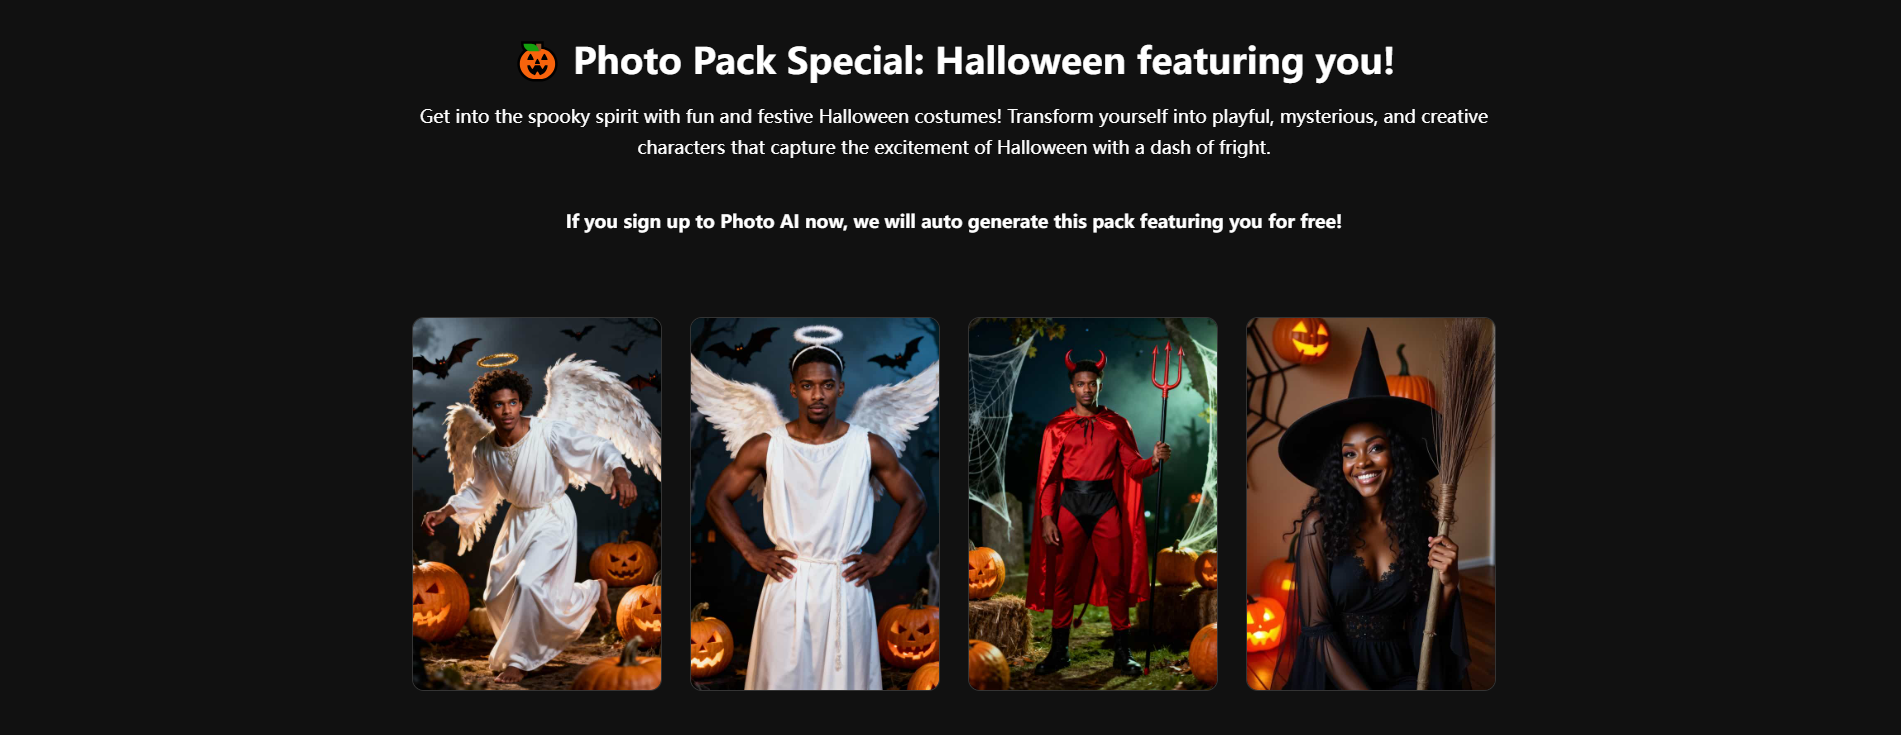 🎃 Photo Pack Special: Halloween featuring you!
Get into the spooky spirit with fun and festive Halloween costumes! Transform yourself into playful, mysterious, and creative
characters that capture the excitement of Halloween with a dash of fright.
If you sign up to Photo AI now, we will auto generate this pack featuring you for free!